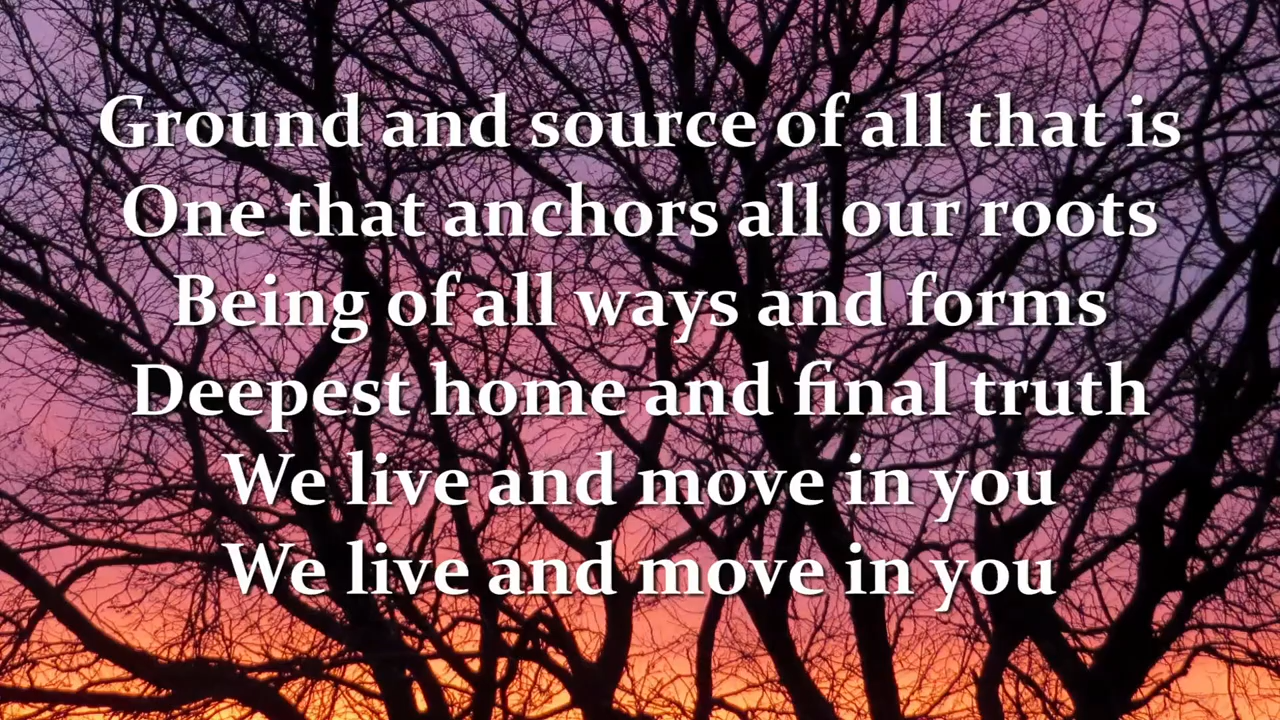 Ground and source of all that is
One that anchors all our roots
Being of all ways and forms
Deepest home and final truth
We live and move in you
We live and move in you